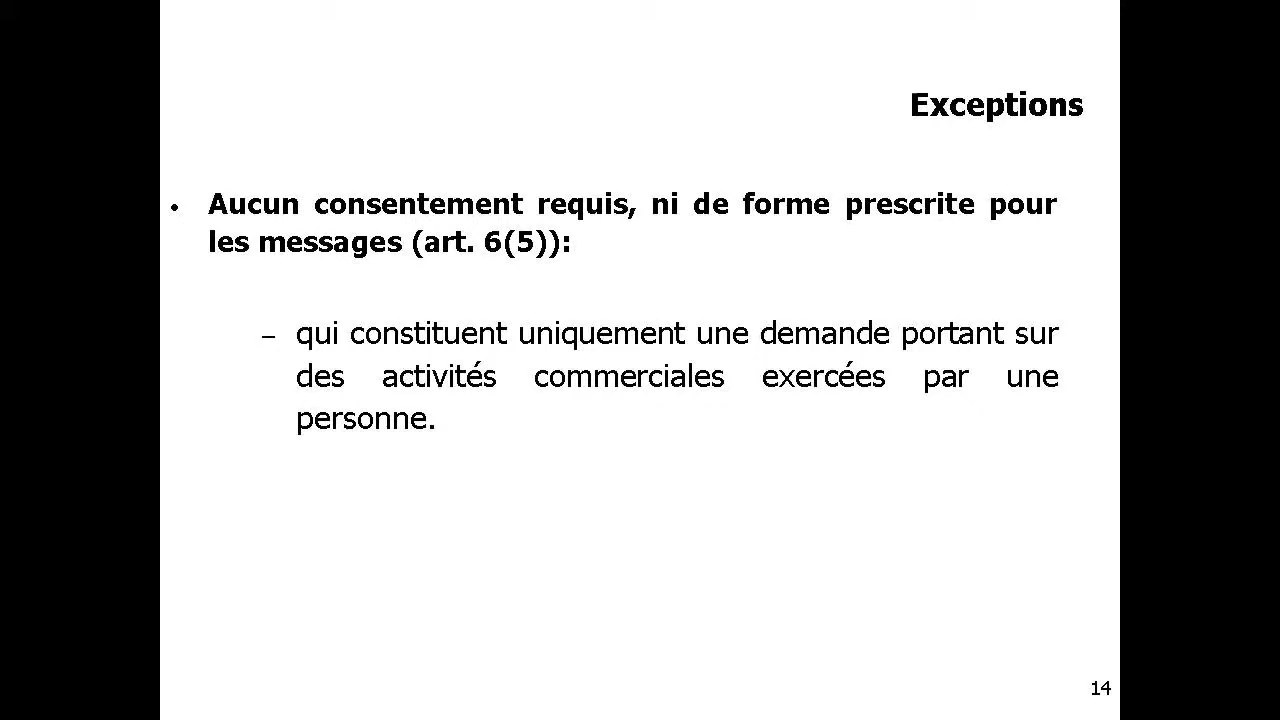 Exceptions
• Aucun consentement requis, ni de forme prescrite pour
les messages (art. 6(5)):
– qui constituent uniquement une demande portant sur
des activités commerciales exercées par une
personne.
14